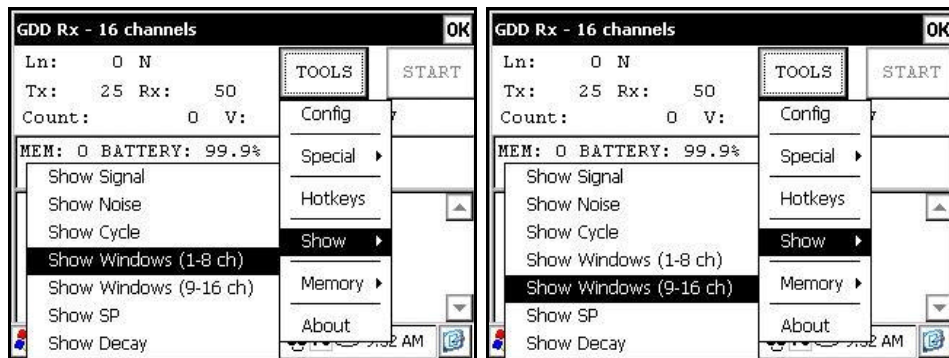 GDD Rx - 16 channels OK
Ln: 0 N
TOOLS START
Tx: 25 Rx: 50
Count: 0 V:
Config
MEM: 0 BATTERY: 99.9%
Special
Show Signal
Show Noise
Hotkeys
Show Cycle
Show
Show Windows (1-8 ch)
Show Windows (9-16 ch)
Memory
Show SP
About
Show Decay
AM
GDD Rx - 16 channels OK
Ln: 0 N
TOOLS START
Tx: 25 Rx: 50
Count: 0 V:
Config
MEM: 0 BATTERY: 99.9%
Special
Show Signal
Show Noise
Hotkeys
Show Cycle
Show
Show Windows (1-8 ch)
Show Windows (9-16 ch)
Memory
Show SP
About
Show Decay
AM